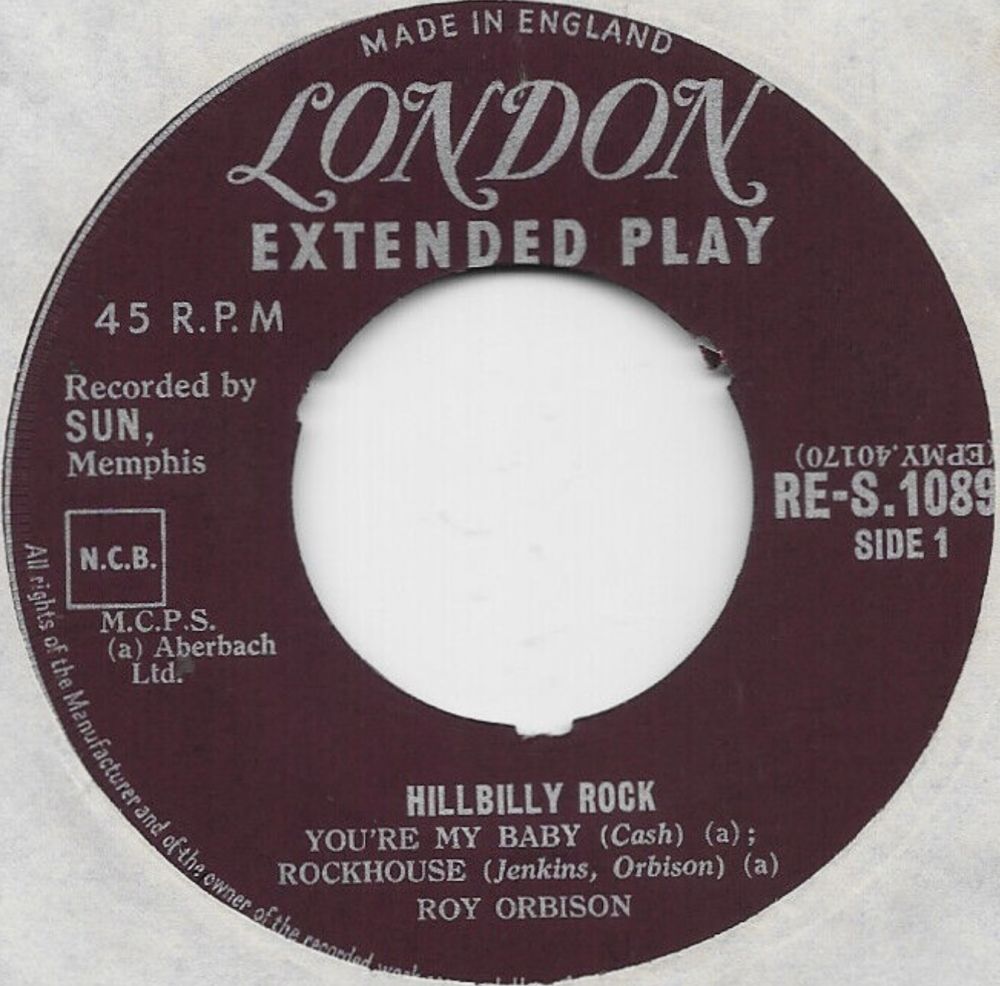 MADE IN ENGLAND
LONDON
EXTENDED PLAY
45 R.P.M
Recorded by
SUN,
Memphis
N.C.B.
M.C.P.S.
(a) Aberbach
Ltd.
(EPMY.40170)
RE-S.1089
SIDE 1
HILLBILLY ROCK
YOU'RE MY BABY (Cash) (a);
ROCKHOUSE (Jenkins, Orbison) (a)
ROY ORBISON
All rights of the Manufacturer and of the owner of the recorded work